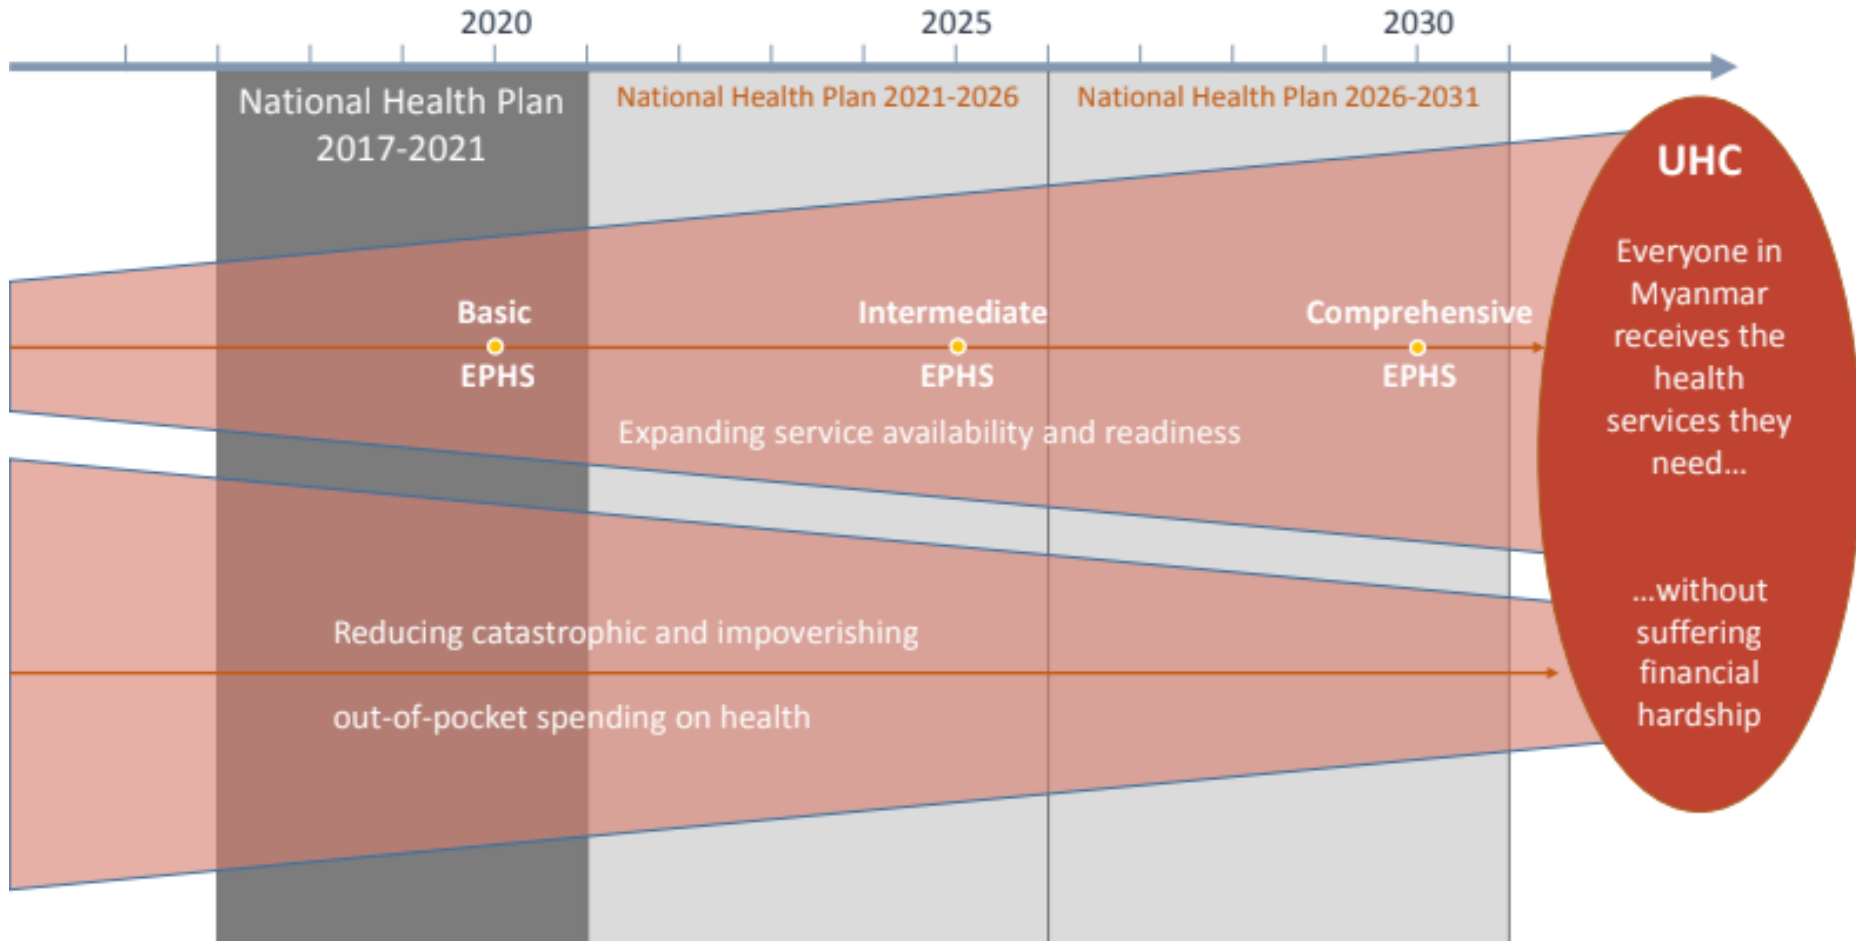 2020
2025
2030
National Health Plan
2017-2021
National Health Plan 2021-2026
National Health Plan 2026-2031
Basic
EPHS
Intermediate
EPHS
Comprehensive
EPHS
Expanding service availability and readiness
Reducing catastrophic and impoverishing
out-of-pocket spending on health
UHC
Everyone in
Myanmar
receives the
health
services they
need...
...without
suffering
financial
hardship